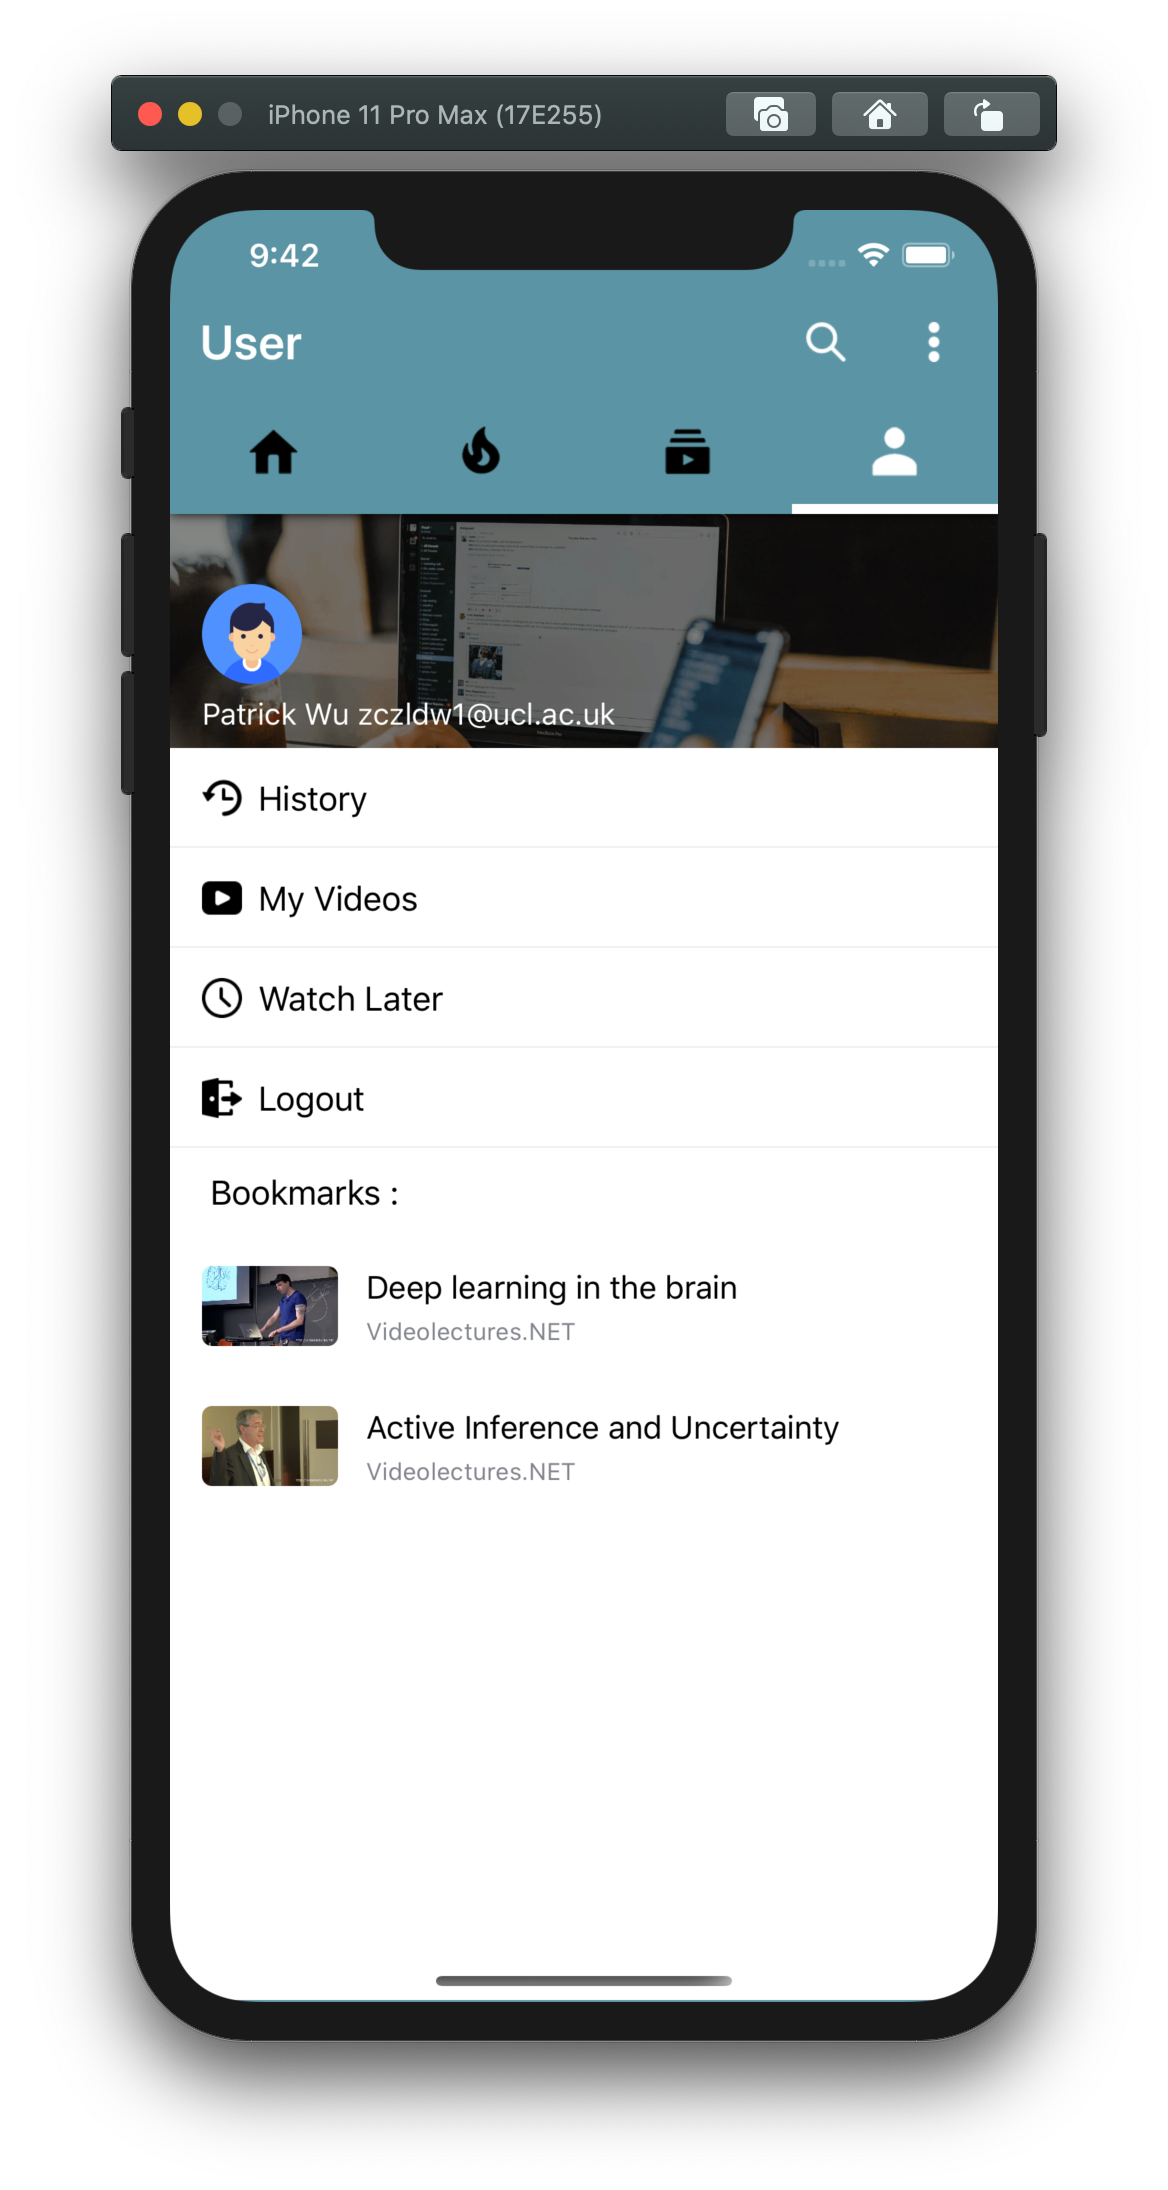 iPhone 11 Pro Max (17E255)
9:42
User
Patrick Wu zczldw1@ucl.ac.uk
History
My Videos
Watch Later
Logout
Bookmarks :
Deep learning in the brain
Videolectures.NET
Active Inference and Uncertainty
Videolectures.NET